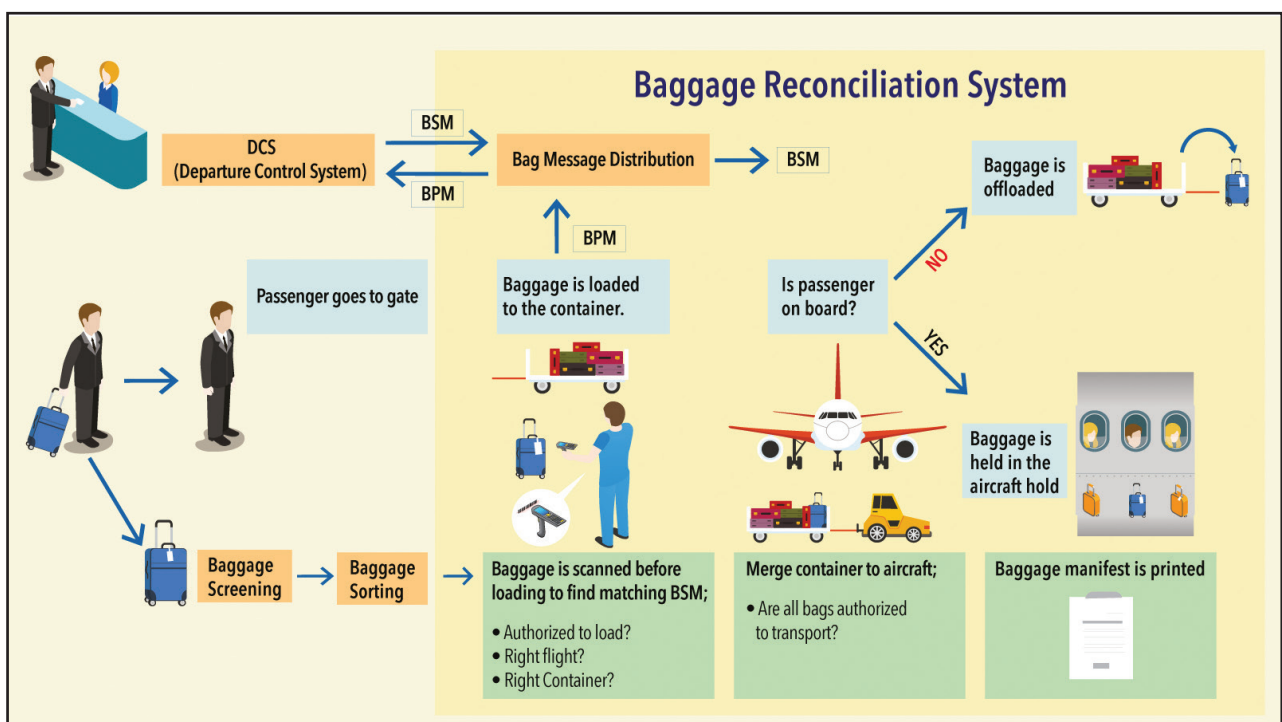 Baggage Reconciliation System
DCS
(Departure Control System)
BSM
BPM
Bag Message Distribution
BSM
Baggage is
offloaded
BPM
Passenger goes to gate
Baggage is loaded
to the container.
Is passenger
on board?
NO
YES
Baggage is
held in the
aircraft hold
Baggage
Screening
Baggage
Sorting
Baggage is scanned before
loading to find matching BSM;
• Authorized to load?
• Right flight?
• Right Container?
Merge container to aircraft;
• Are all bags authorized
to transport?
Baggage manifest is printed